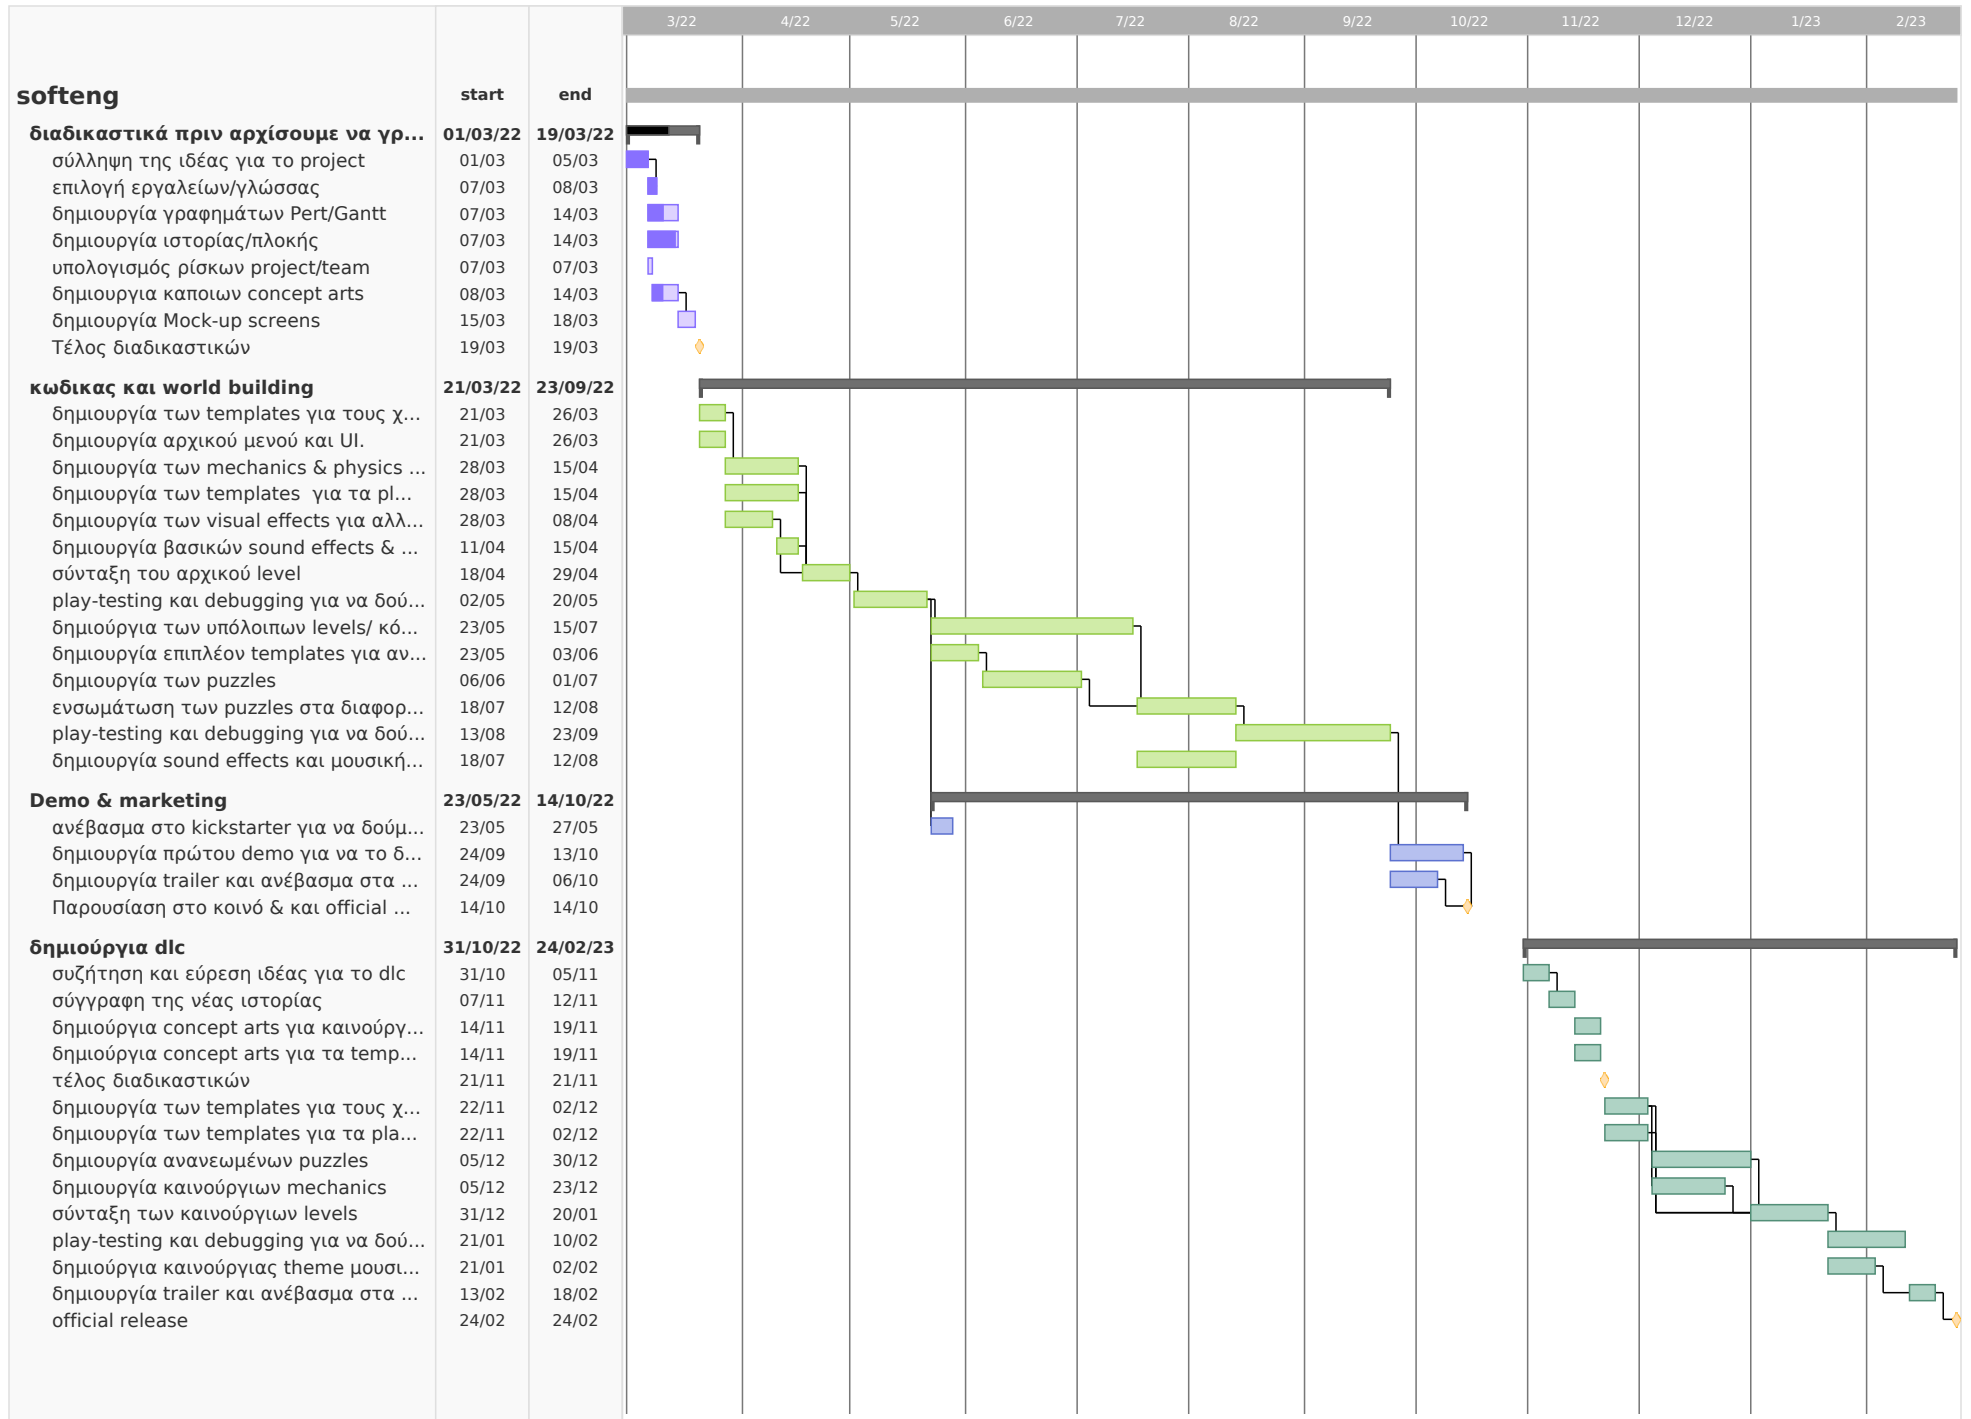 3/22 4/22 5/22 6/22 7/22 8/22 9/22 10/22 11/22 12/22 1/23 2/23
softeng start end
διαδικαστικά πριν αρχίσουμε να γρ... 01/03/22 19/03/22
σύλληψη της ιδέας για το project 01/03 05/03
επιλογή εργαλείων/γλώσσας 07/03 08/03
δημιουργία γραφημάτων Pert/Gantt 07/03 14/03
δημιουργία ιστορίας/πλοκής 07/03 14/03
υπολογισμός ρίσκων project/team 07/03 07/03
δημιουργια καποιων concept arts 08/03 14/03
δημιουργία Mock-up screens 15/03 18/03
Τέλος διαδικαστικών 19/03 19/03
κωδικας και world building 21/03/22 23/09/22
δημιουργία των templates για τους χ... 21/03 26/03
δημιουργία αρχικού μενού και UI. 21/03 26/03
δημιουργία των mechanics & physics ... 28/03 15/04
δημιουργία των templates  για τα pl... 28/03 15/04
δημιουργία των visual effects για αλλ... 28/03 08/04
δημιουργία βασικών sound effects & ... 11/04 15/04
σύνταξη του αρχικού level 18/04 29/04
play-testing και debugging για να δού... 02/05 20/05
δημιούργια των υπόλοιπων levels/ κό... 23/05 15/07
δημιουργία επιπλέον templates για αν... 23/05 03/06
δημιουργία των puzzles 06/06 01/07
ενσωμάτωση των puzzles στα διαφορ... 18/07 12/08
play-testing και debugging για να δού... 13/08 23/09
δημιουργία sound effects και μουσική... 18/07 12/08
Demo & marketing 23/05/22 14/10/22
ανέβασμα στο kickstarter για να δούμ... 23/05 27/05
δημιουργία πρώτου demo για να το δ... 24/09 13/10
δημιουργία trailer και ανέβασμα στα ... 24/09 06/10
Παρουσίαση στο κοινό & και official ... 14/10 14/10
δημιούργια dlc 31/10/22 24/02/23
συζήτηση και εύρεση ιδέας για το dlc 31/10 05/11
σύγγραφη της νέας ιστορίας 07/11 12/11
δημιούργια concept arts για καινούργ... 14/11 19/11
δημιούργια concept arts για τα temp... 14/11 19/11
τέλος διαδικαστικών 21/11 21/11
δημιουργία των templates για τους χ... 22/11 02/12
δημιουργία των templates για τα pla... 22/11 02/12
δημιουργία ανανεωμένων puzzles 05/12 30/12
δημιουργία καινούργιων mechanics 05/12 23/12
σύνταξη των καινούργιων levels 31/12 20/01
play-testing και debugging για να δού... 21/01 10/02
δημιούργια καινούργιας theme μουσι... 21/01 02/02
δημιουργία trailer και ανέβασμα στα ... 13/02 18/02
official release 24/02 24/02